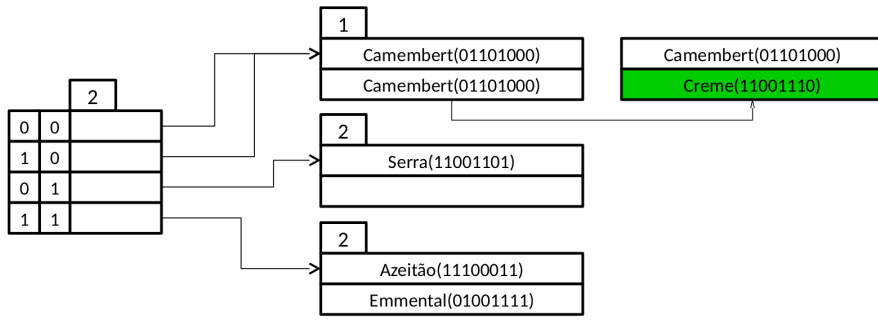 1
Camembert(01101000)
Camembert(01101000)
Camembert(01101000)
Creme(11001110)
2
0 0
1 0
0 1
1 1
2
Serra(11001101)
2
Azeitão(11100011)
Emmental(01001111)